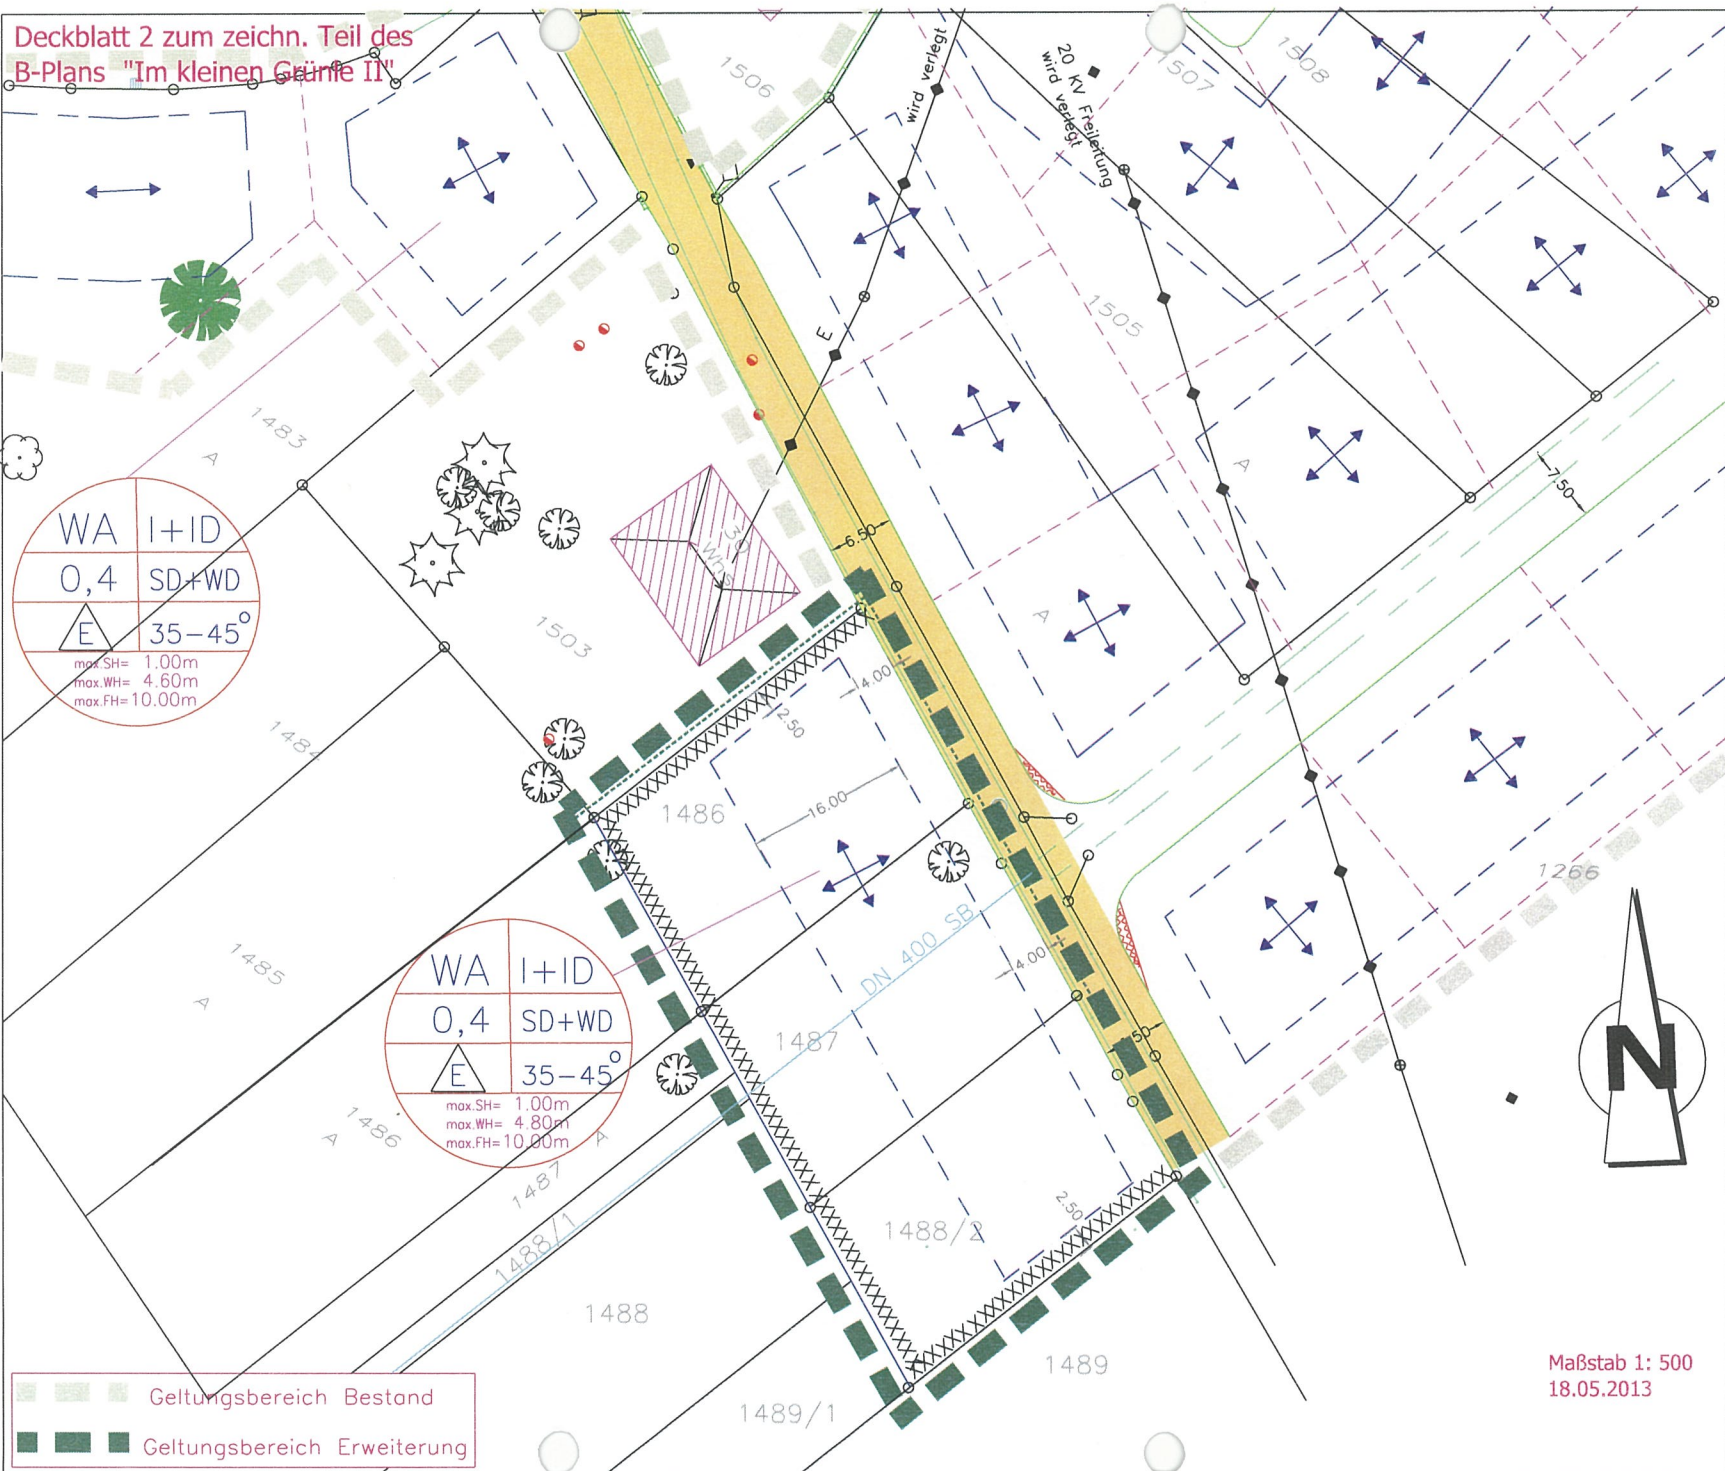 Deckblatt 2 zum zeichn. Teil des
B-Plans "Im kleinen Grünle II"
1506
wird verlegt
20 KV Freileitung
wird verlegt
1507
1508
1505
E
1483
A
WA I+ID
0,4 SD+WD
E 35-45°
max.SH= 1.00m
max.WH= 4.60m
max.FH= 10.00m
30
Whs
6.50
A
7.50
1503
A
4.00
2.50
1484
1486
16.00
1266
1485
A
DN 400 SB
4.00
WA I+ID
0,4 SD+WD
E 35-45°
max.SH= 1.00m
max.WH= 4.80m
max.FH= 10.00m
1487
N
1486
A
A
1487
1488/1
2.50
1488/2
1488
1489
1489/1
Maßstab 1: 500
18.05.2013
Geltungsbereich Bestand
Geltungsbereich Erweiterung